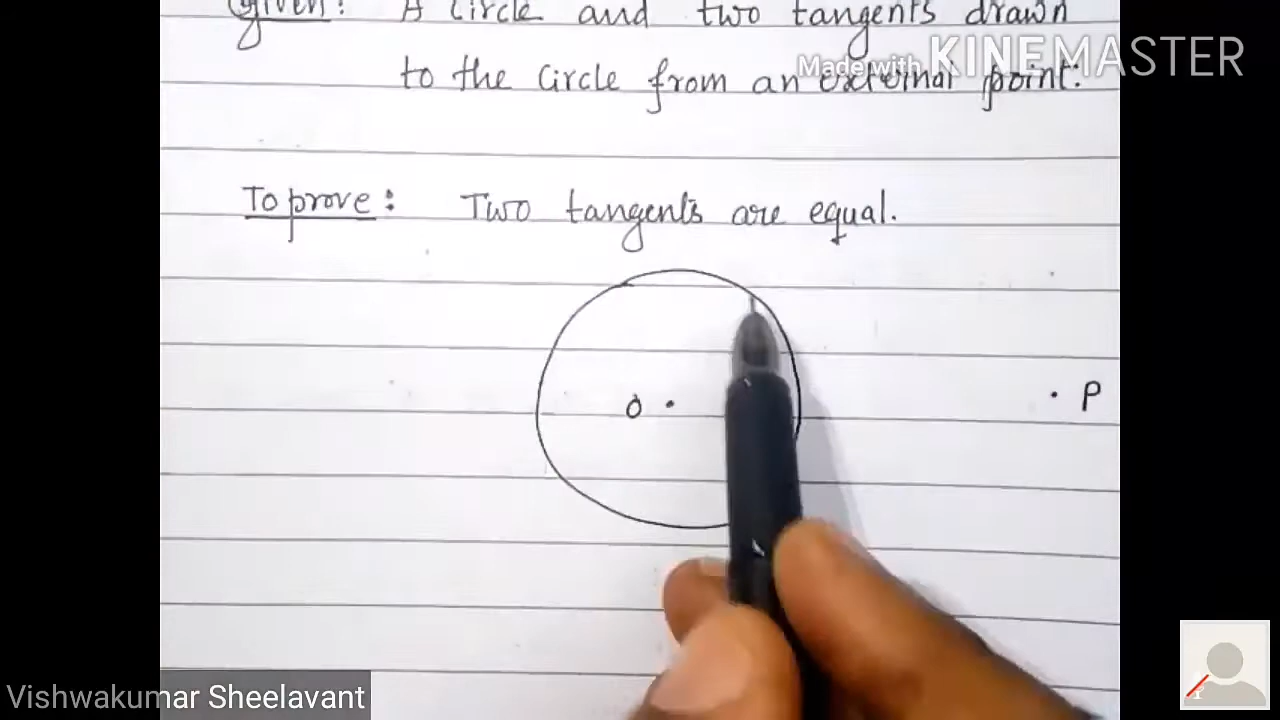 given: A circle and two tangents drawn
Made with KINEMASTER
to the circle from an external point.
To prove: Two tangents are equal.
O
P
Vishwakumar Sheelavant